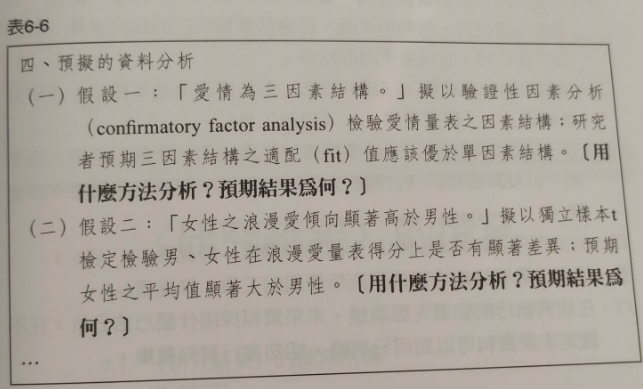 表6-6
四、預擬的資料分析
（一）假設一：「愛情為三因素結構。」擬以驗證性因素分析
（confirmatory factor analysis）檢驗愛情量表之因素結構；研究
者預期三因素結構之適配（fit）值應該優於單因素結構。〔用
什麼方法分析？預期結果爲何？〕
（二）假設二：「女性之浪漫愛傾向顯著高於男性。」擬以獨立樣本t
檢定檢驗男、女性在浪漫愛量表得分上是否有顯著差異；預期
女性之平均值顯著大於男性。〔用什麼方法分析？預期結果爲
何？〕
…